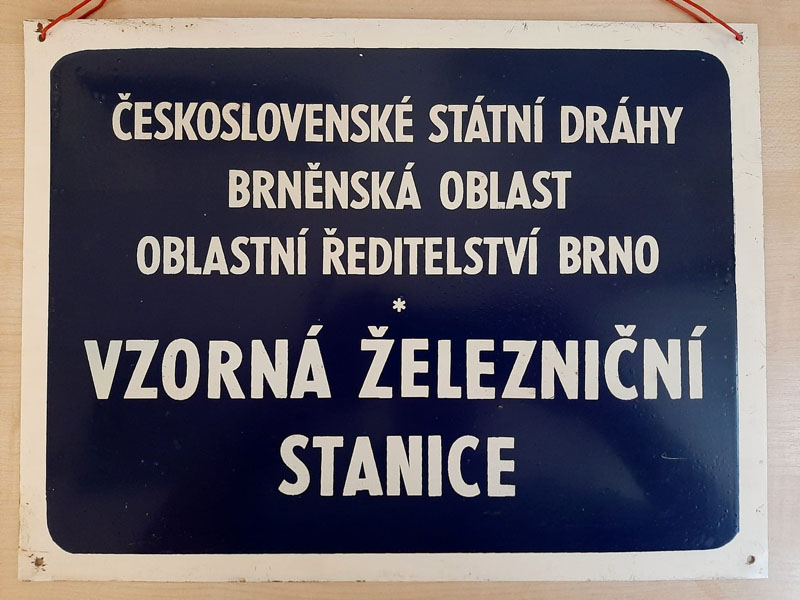 ČESKOSLOVENSKÉ STÁTNÍ DRÁHY
BRNĚNSKÁ OBLAST
OBLASTNÍ ŘEDITELSTVÍ BRNO
*
VZORNÁ ŽELEZNIČNÍ
STANICE